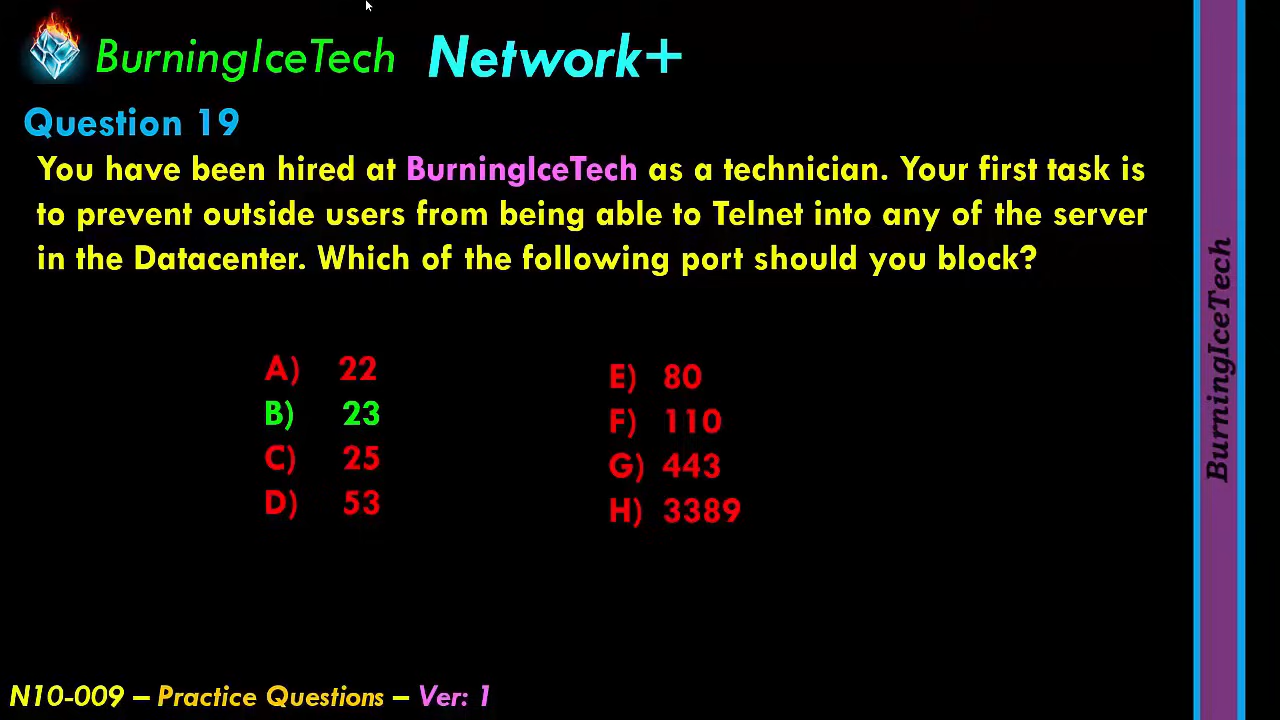 BurningIceTech Network+
Question 19
You have been hired at BurningIceTech as a technician. Your first task is
to prevent outside users from being able to Telnet into any of the server
in the Datacenter. Which of the following port should you block?
A) 22
B) 23
C) 25
D) 53
E) 80
F) 110
G) 443
H) 3389
BurningIceTech
N10-009 – Practice Questions – Ver: 1